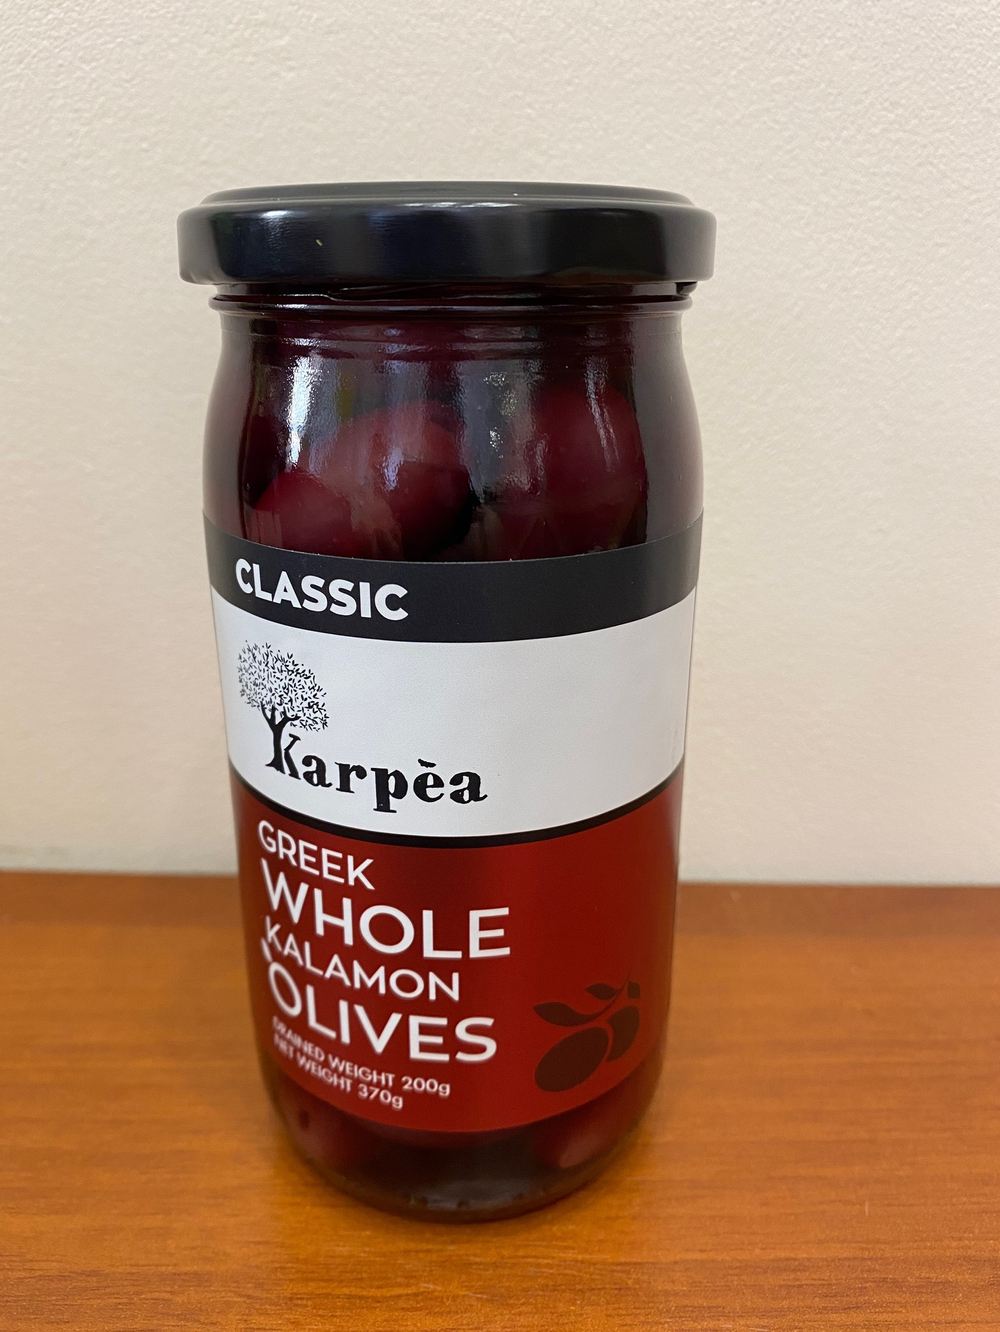 CLASSIC
Karpèa
GREEK
WHOLE
KALAMON
OLIVES
DRAINED WEIGHT 200g
NET WEIGHT 370g